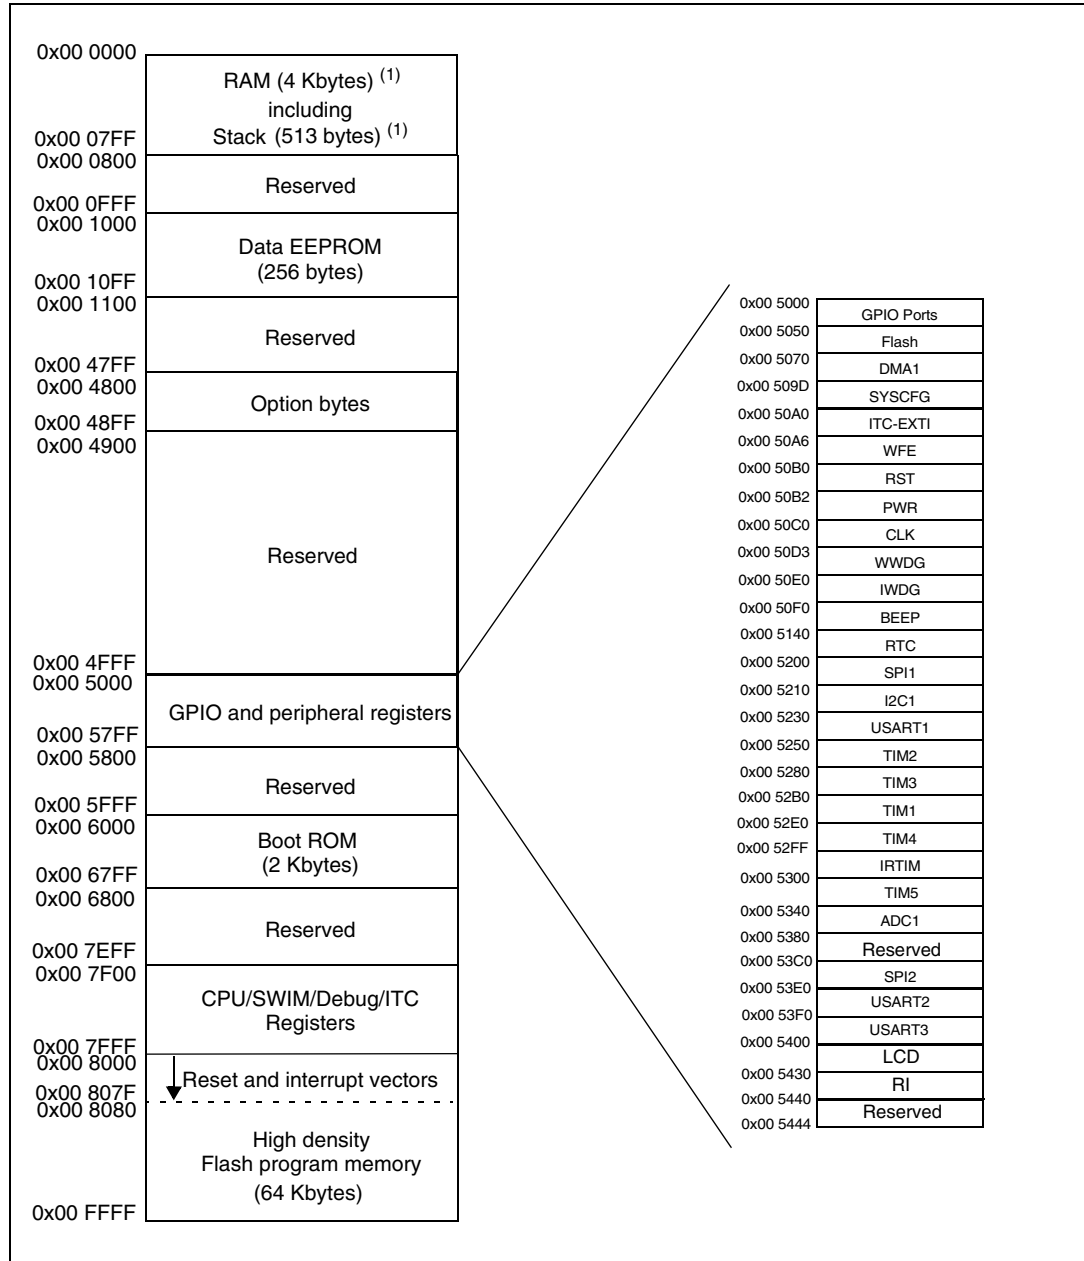 0x00 0000
RAM (4 Kbytes) (1)
including
Stack (513 bytes) (1)
0x00 07FF
0x00 0800
Reserved
0x00 0FFF
0x00 1000
Data EEPROM
(256 bytes)
0x00 10FF
0x00 1100
Reserved
0x00 47FF
0x00 4800
Option bytes
0x00 48FF
0x00 4900
Reserved
0x00 4FFF
0x00 5000
GPIO and peripheral registers
0x00 57FF
0x00 5800
Reserved
0x00 5FFF
0x00 6000
Boot ROM
(2 Kbytes)
0x00 67FF
0x00 6800
Reserved
0x00 7EFF
0x00 7F00
CPU/SWIM/Debug/ITC
Registers
0x00 7FFF
0x00 8000
Reset and interrupt vectors
0x00 807F
0x00 8080
High density
Flash program memory
(64 Kbytes)
0x00 FFFF
0x00 5000
GPIO Ports
0x00 5050
Flash
0x00 5070
DMA1
0x00 509D
SYSCFG
0x00 50A0
ITC-EXTI
0x00 50A6
WFE
0x00 50B0
RST
0x00 50B2
PWR
0x00 50C0
CLK
0x00 50D3
WWDG
0x00 50E0
IWDG
0x00 50F0
BEEP
0x00 5140
RTC
0x00 5200
SPI1
0x00 5210
I2C1
0x00 5230
USART1
0x00 5250
TIM2
0x00 5280
TIM3
0x00 52B0
TIM1
0x00 52E0
TIM4
0x00 52FF
IRTIM
0x00 5300
TIM5
0x00 5340
ADC1
0x00 5380
Reserved
0x00 53C0
SPI2
0x00 53E0
USART2
0x00 53F0
USART3
0x00 5400
LCD
0x00 5430
RI
0x00 5440
Reserved
0x00 5444